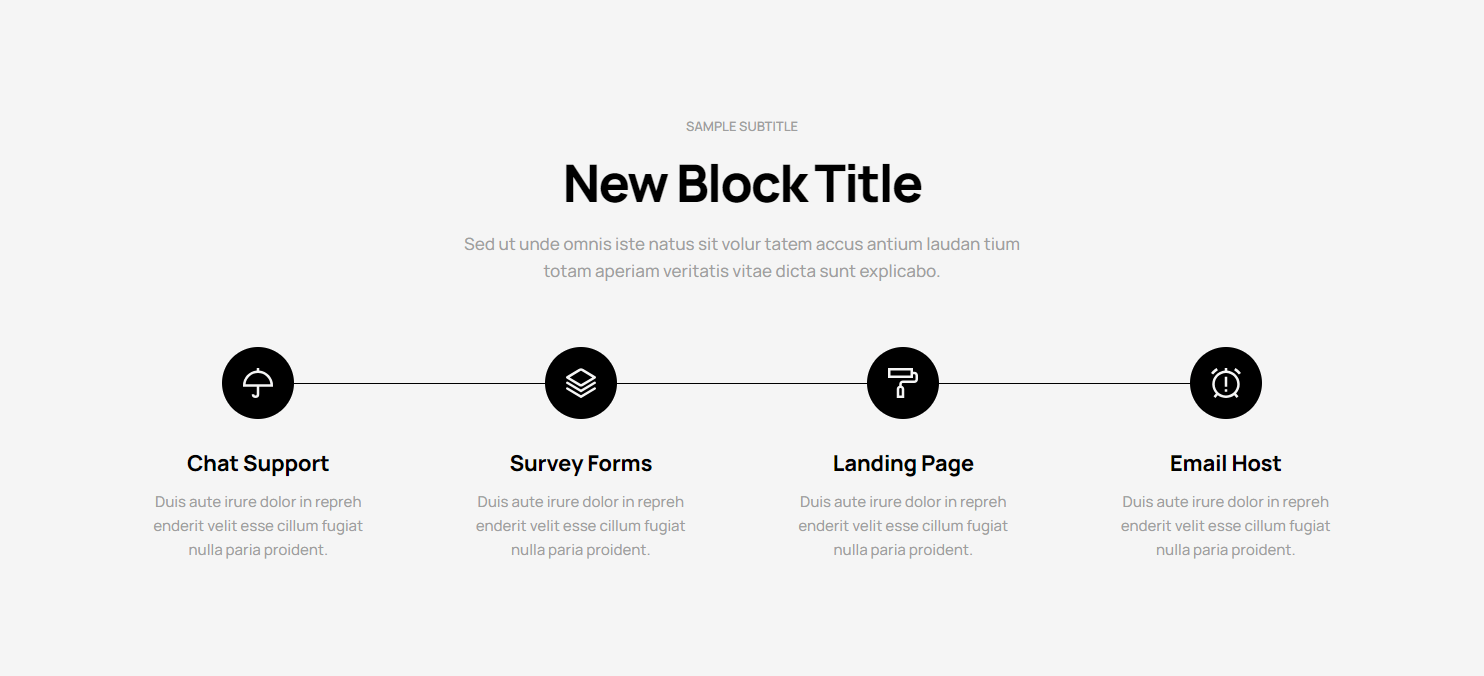 SAMPLE SUBTITLE
New Block Title
Sed ut unde omnis iste natus sit volur tatem accus antium laudan tium
totam aperiam veritatis vitae dicta sunt explicabo.
Chat Support
Duis aute irure dolor in repreh
enderit velit esse cillum fugiat
nulla paria proident.
Survey Forms
Duis aute irure dolor in repreh
enderit velit esse cillum fugiat
nulla paria proident.
Landing Page
Duis aute irure dolor in repreh
enderit velit esse cillum fugiat
nulla paria proident.
Email Host
Duis aute irure dolor in repreh
enderit velit esse cillum fugiat
nulla paria proident.